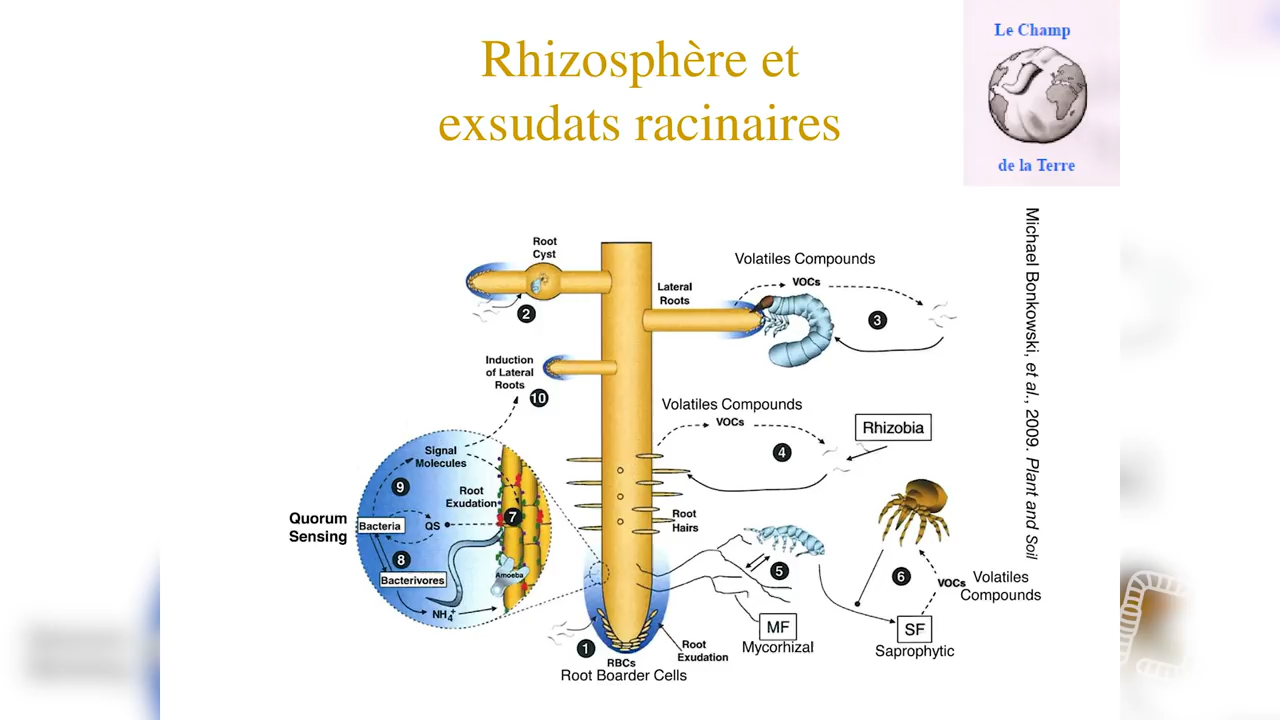 Rhizosphère et
exsudats racinaires
Le Champ
de la Terre
Michael Bonkowski, et al., 2009. Plant and Soil
Root
Cyst
2
Lateral
Roots
Volatiles Compounds
VOCs
3
Induction
of Lateral
Roots
10
Volatiles Compounds
VOCs
4
Rhizobia
Signal
Molecules
9
Root
Exudation
7
Quorum
Sensing
Bacteria
QS
8
Bacterivores
Amoeba
NH4+
Root
Hairs
5
6
VOCs
Volatiles
Compounds
MF
Mycorhizal
SF
Saprophytic
1
RBCs
Root Boarder Cells
Root
Exudation